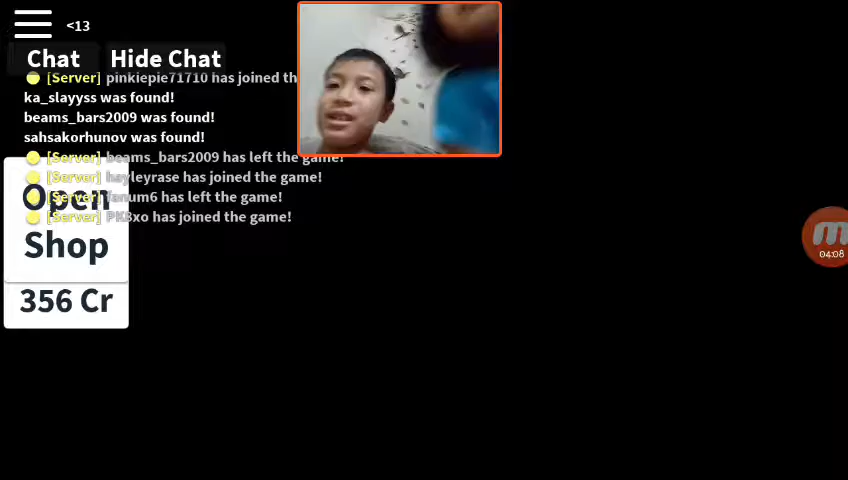 <13
Chat Hide Chat
[Server] pinkiepie71710 has joined th
ka_slayyss was found!
beams_bars2009 was found!
sahsakorhunov was found!
[Server] beams_bars2009 has left the game!
[Server] hayleyrase has joined the game!
[Server] fanum6 has left the game!
[Server] has joined the game!
Open
Shop
356 Cr
04:08